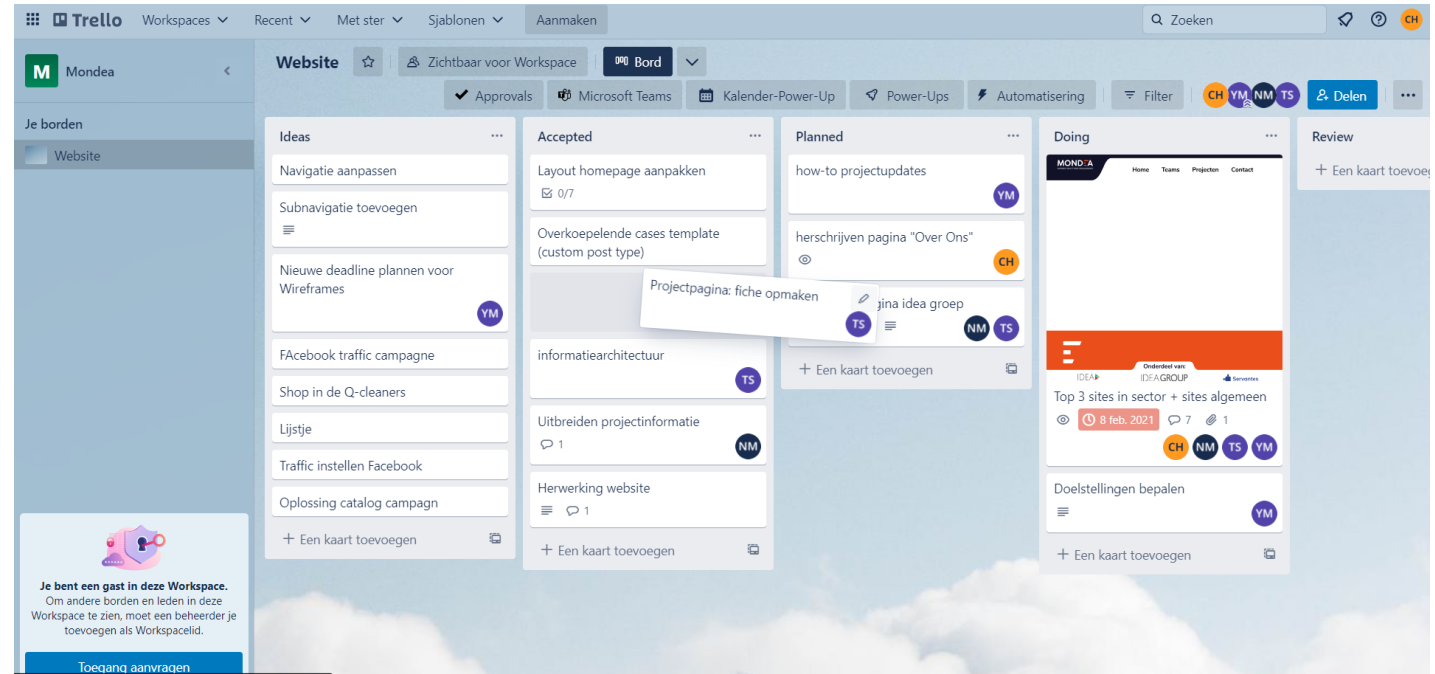 Trello Workspaces Recent Met ster Sjablonen Aanmaken Zoeken CH
M Mondea
Website Zichtbaar voor Workspace Bord
Approvals Microsoft Teams Kalender-Power-Up Power-Ups Automatisering Filter CH YM NM TS Delen
Je borden
Website
Ideas
Navigatie aanpassen
Subnavigatie toevoegen
Nieuwe deadline plannen voor
Wireframes
YM
FAcebook traffic campagne
Shop in de Q-cleaners
Lijstje
Traffic instellen Facebook
Oplossing catalog campagn
+ Een kaart toevoegen
Accepted
Layout homepage aanpakken
0/7
Overkoepelende cases template
(custom post type)
Projectpagina: fiche opmaken
TS
informatiearchitectuur
TS
Uitbreiden projectinformatie
1
NM
Herwerking website
1
+ Een kaart toevoegen
Planned
how-to projectupdates
YM
herschrijven pagina "Over Ons"
CH
gina idea groep
NM TS
+ Een kaart toevoegen
Doing
MONDEA
Home Teams Projecten Contact
Onderdeel van:
IDEA IDEAGROUP Servantex
Top 3 sites in sector + sites algemeen
8 feb. 2021 7 1
CH NM TS YM
Doelstellingen bepalen
YM
+ Een kaart toevoegen
Review
+ Een kaart toevoeg
Je bent een gast in deze Workspace.
Om andere borden en leden in deze
Workspace te zien, moet een beheerder je
toevoegen als Workspacelid.
Toegang aanvragen